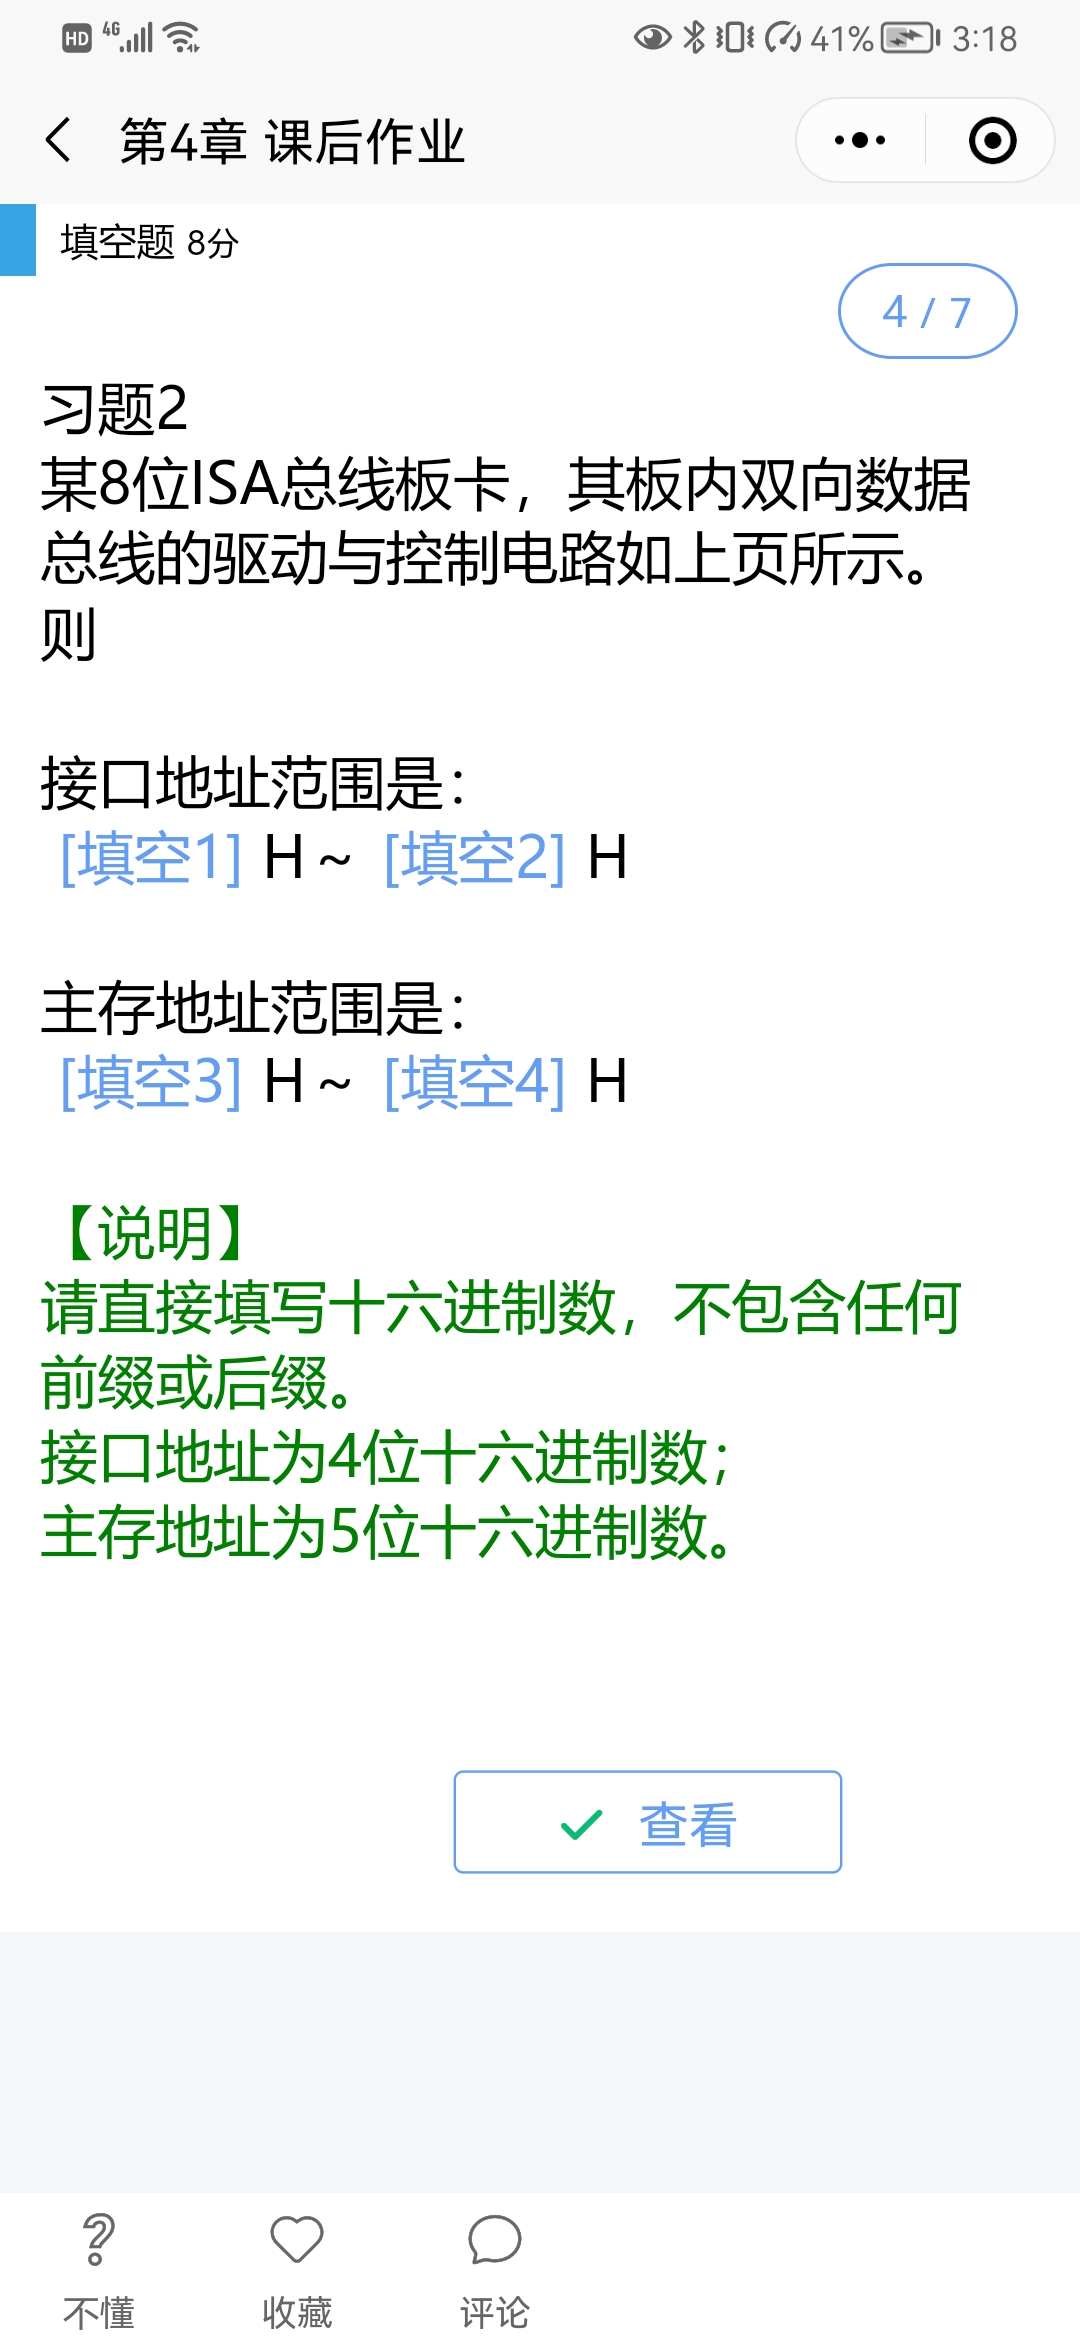 HD 4G 41% 3:18
第4章 课后作业
填空题 8分
4 / 7
习题2
某8位ISA总线板卡，其板内双向数据
总线的驱动与控制电路如上页所示。
则
接口地址范围是：
[填空1] H ~ [填空2] H
主存地址范围是：
[填空3] H ~ [填空4] H
【说明】
请直接填写十六进制数，不包含任何
前缀或后缀。
接口地址为4位十六进制数；
主存地址为5位十六进制数。
查看
不懂 收藏 评论